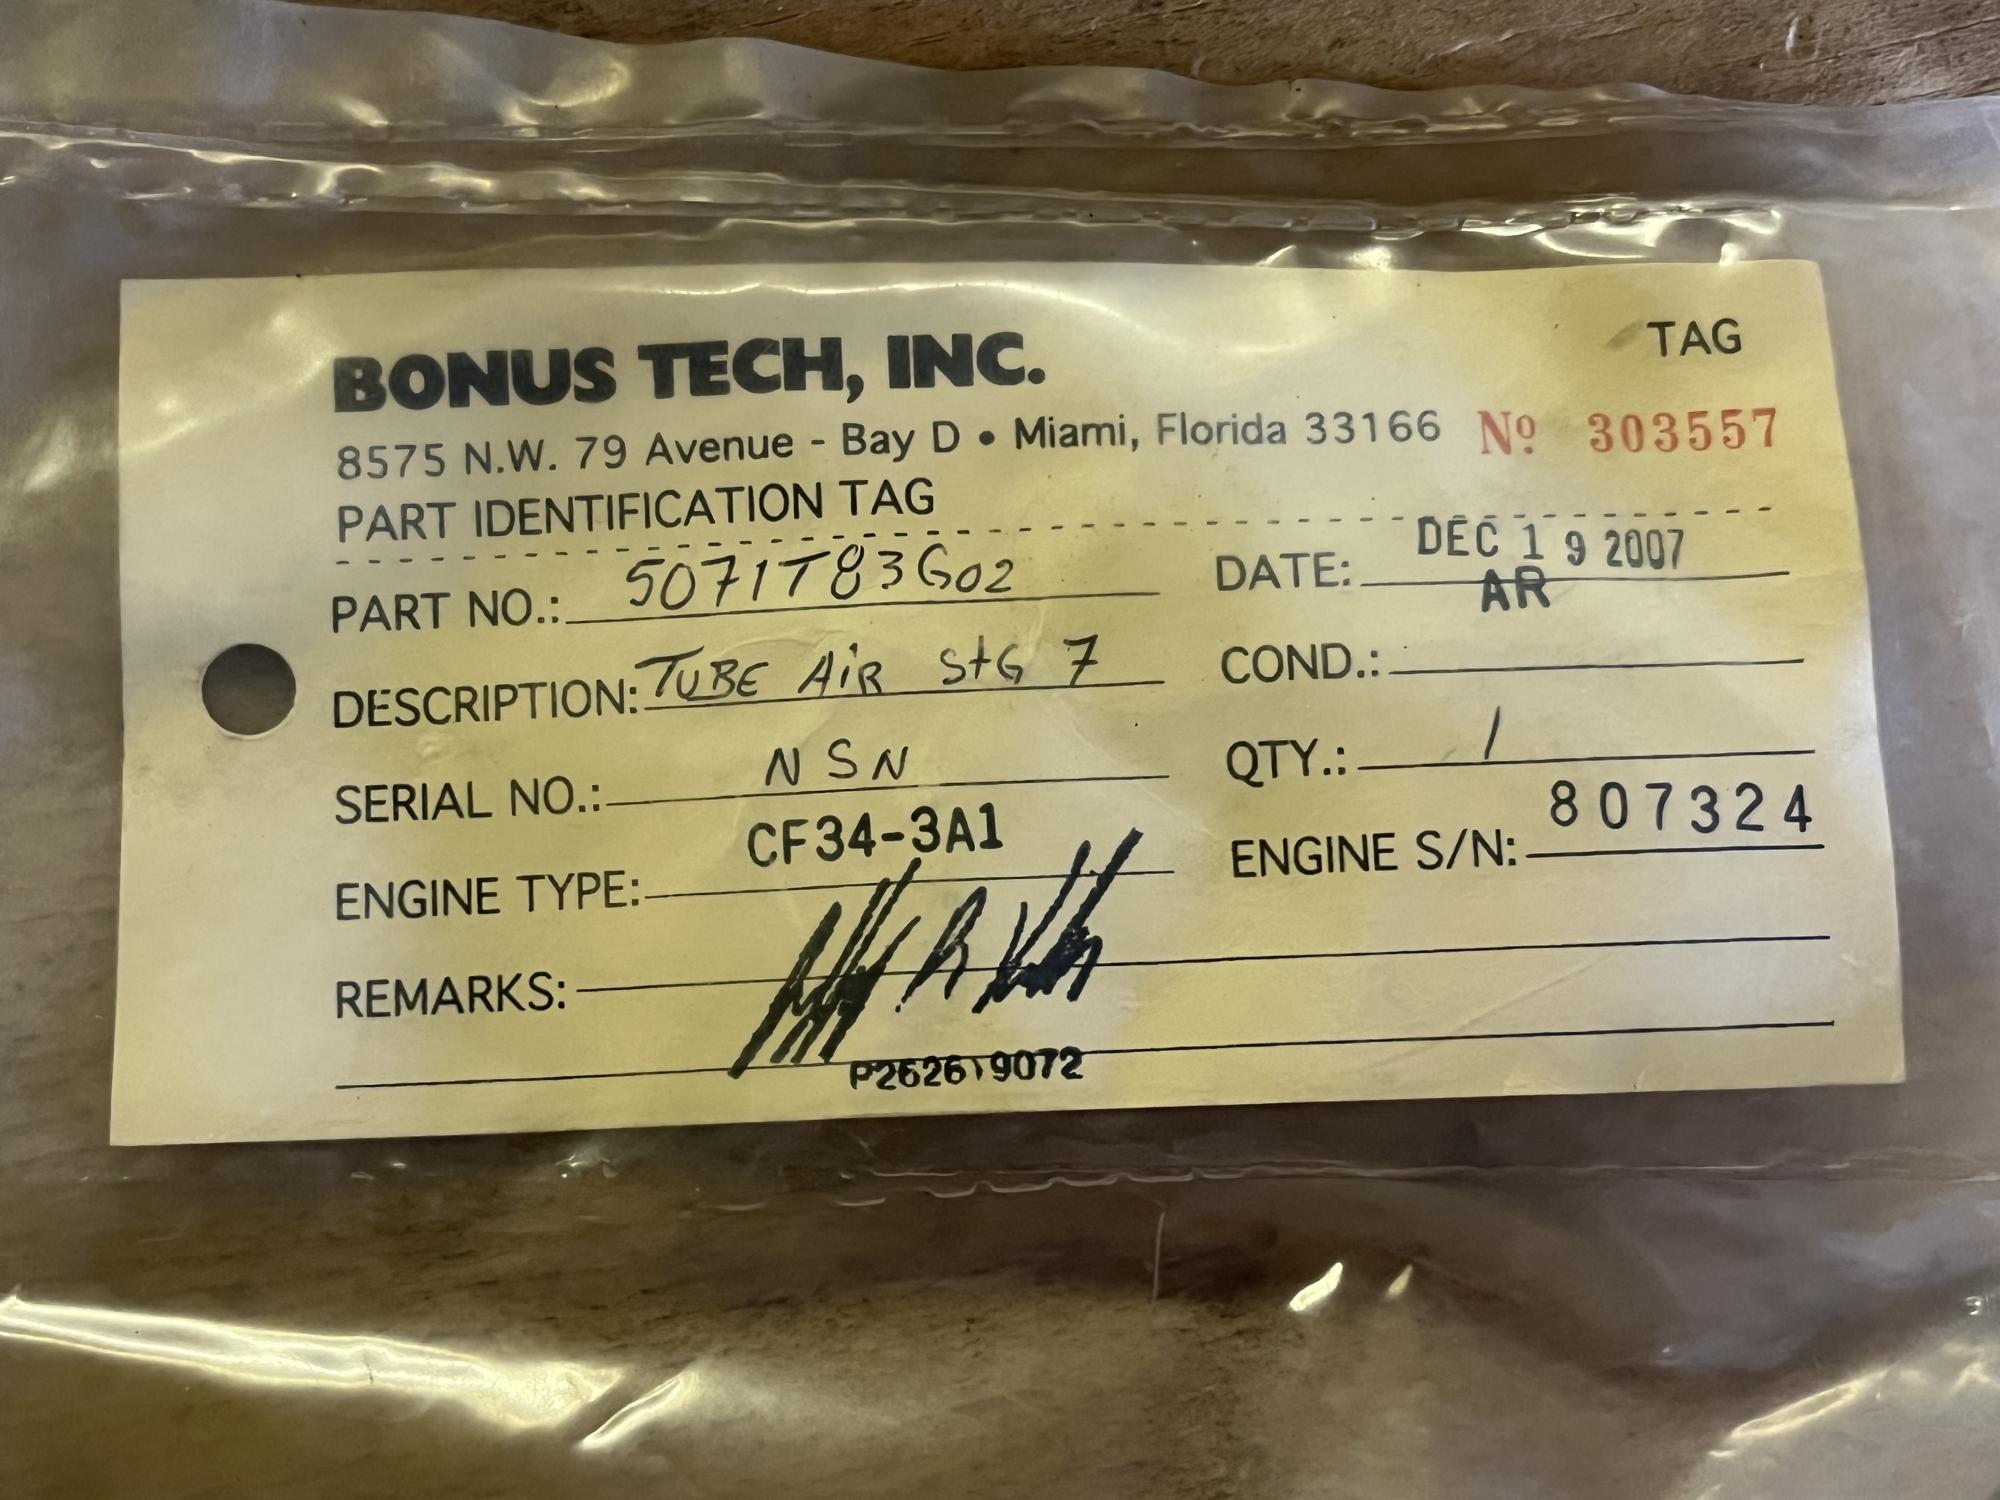 BONUS TECH, INC.
TAG
8575 N.W. 79 Avenue - Bay D • Miami, Florida 33166 Nº 303557
PART IDENTIFICATION TAG
PART NO.: 5071T83G02 DATE: DEC 19 2007
AR
DESCRIPTION: TUBE AiR StG 7 COND.:
SERIAL NO.: NSN QTY.: 1
ENGINE TYPE: CF34-3A1 ENGINE S/N: 807324
REMARKS: